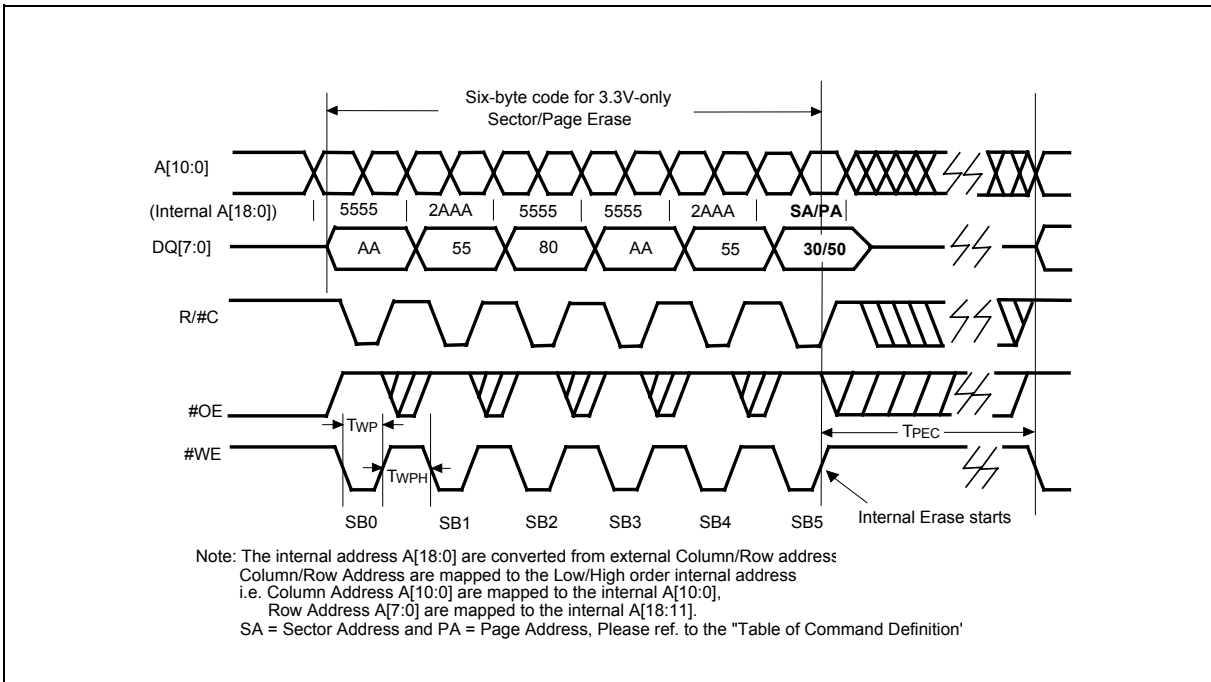 Six-byte code for 3.3V-only
Sector/Page Erase
A[10:0]
(Internal A[18:0]) 5555 2AAA 5555 5555 2AAA SA/PA
DQ[7:0] AA 55 80 AA 55 30/50
R/#C
#OE
TWP TPEC
#WE
TWPH
SB0 SB1 SB2 SB3 SB4 SB5 Internal Erase starts
Note: The internal address A[18:0] are converted from external Column/Row address
Column/Row Address are mapped to the Low/High order internal address
i.e. Column Address A[10:0] are mapped to the internal A[10:0],
Row Address A[7:0] are mapped to the internal A[18:11].
SA = Sector Address and PA = Page Address, Please ref. to the "Table of Command Definition'